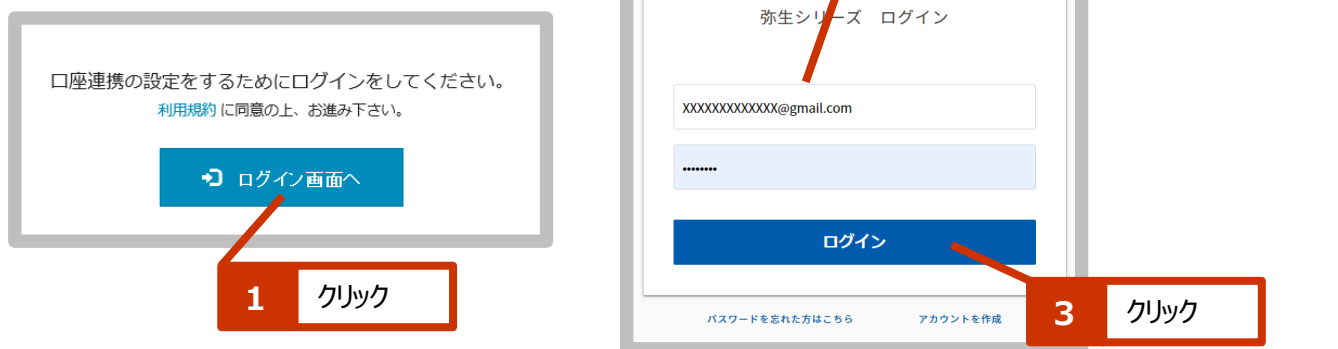 口座連携の設定をするためにログインをしてください。
利用規約 に同意の上、お進み下さい。
ログイン画面へ
1 クリック
弥生シリーズ ログイン
XXXXXXXXXXXXX@gmail.com
••••••••
ログイン
パスワードを忘れた方はこちら アカウントを作成
3 クリック